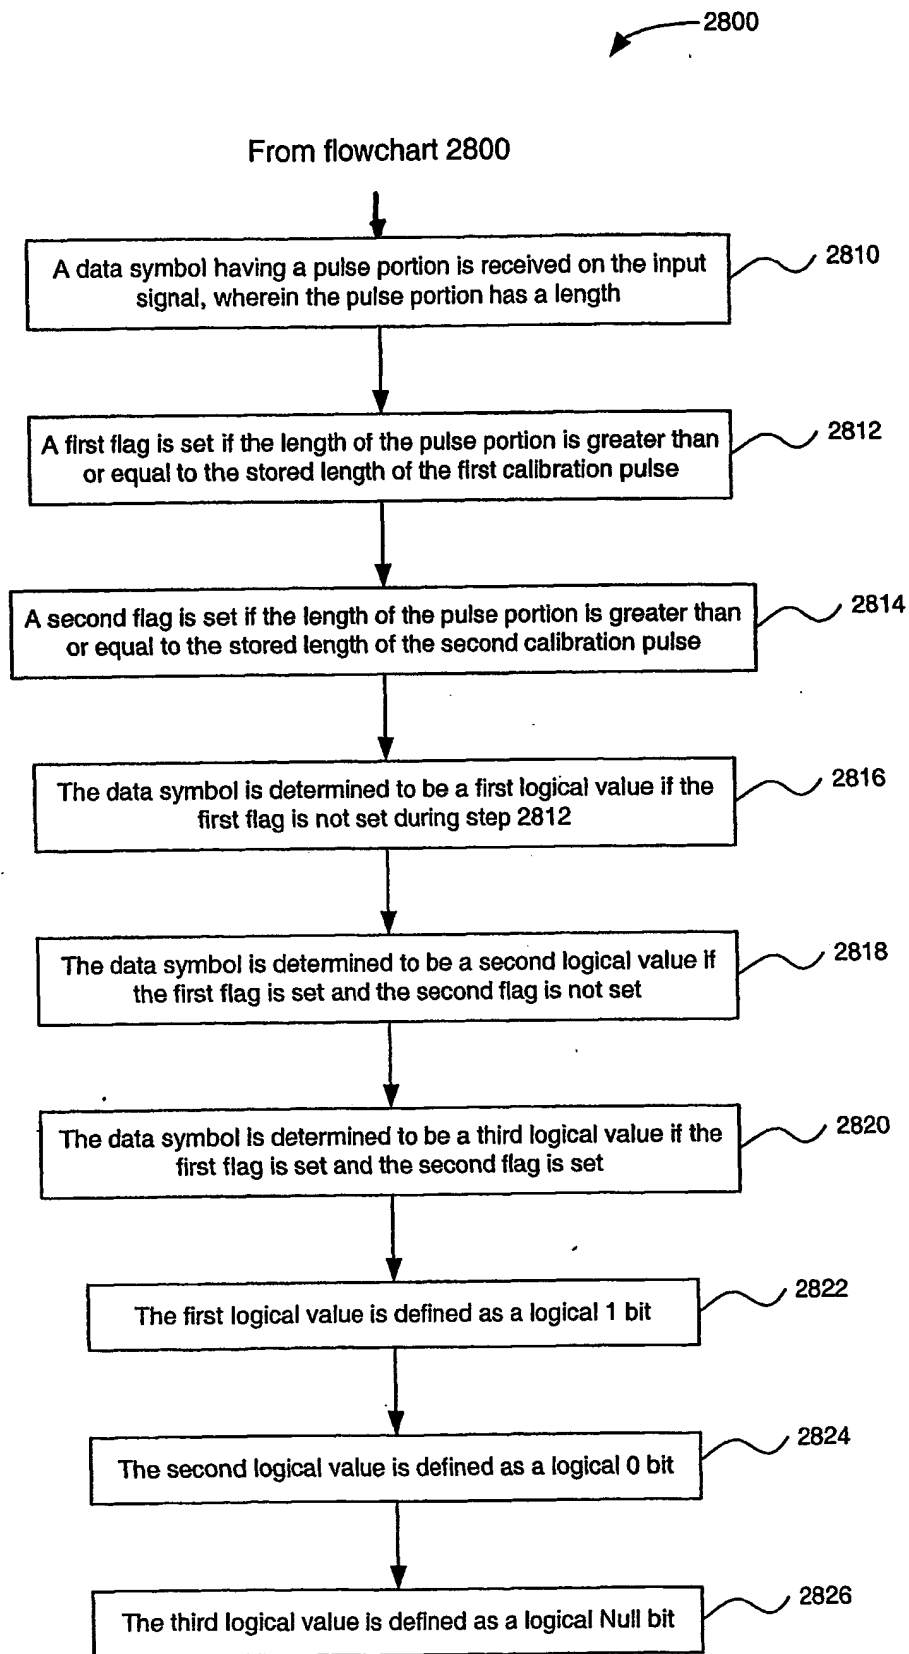 2800
From flowchart 2800
A data symbol having a pulse portion is received on the input
signal, wherein the pulse portion has a length
2810
A first flag is set if the length of the pulse portion is greater than
or equal to the stored length of the first calibration pulse
2812
A second flag is set if the length of the pulse portion is greater than
or equal to the stored length of the second calibration pulse
2814
The data symbol is determined to be a first logical value if the
first flag is not set during step 2812
2816
The data symbol is determined to be a second logical value if
the first flag is set and the second flag is not set
2818
The data symbol is determined to be a third logical value if the
first flag is set and the second flag is set
2820
The first logical value is defined as a logical 1 bit
2822
The second logical value is defined as a logical 0 bit
2824
The third logical value is defined as a logical Null bit
2826